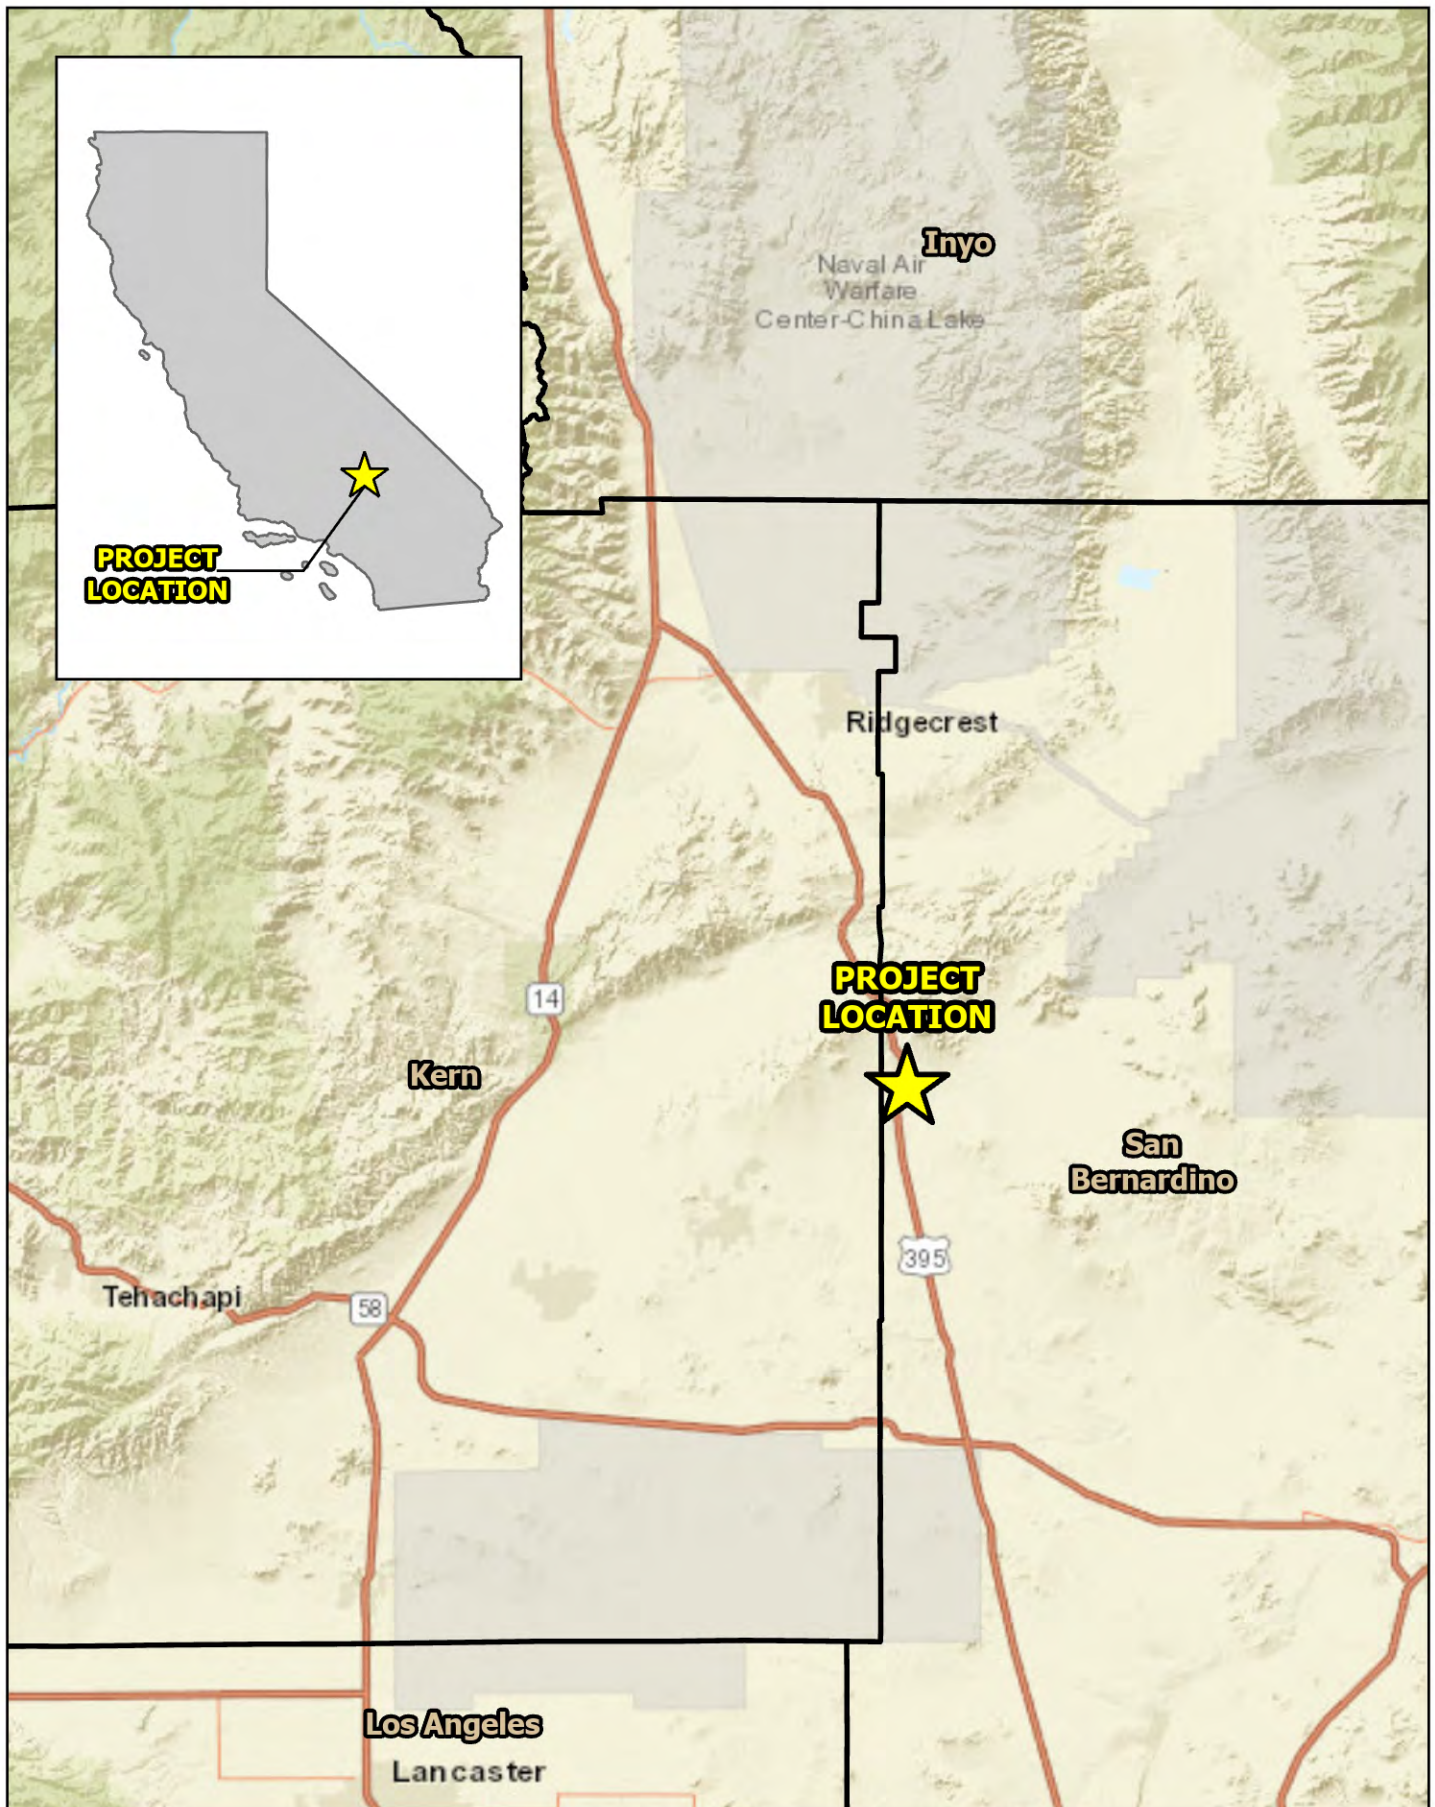 Inyo
Naval Air
Warfare
Center-China Lake
PROJECT
LOCATION
Ridgecrest
PROJECT
LOCATION
14
Kern
San
Bernardino
395
Tehachapi
58
Los Angeles
Lancaster